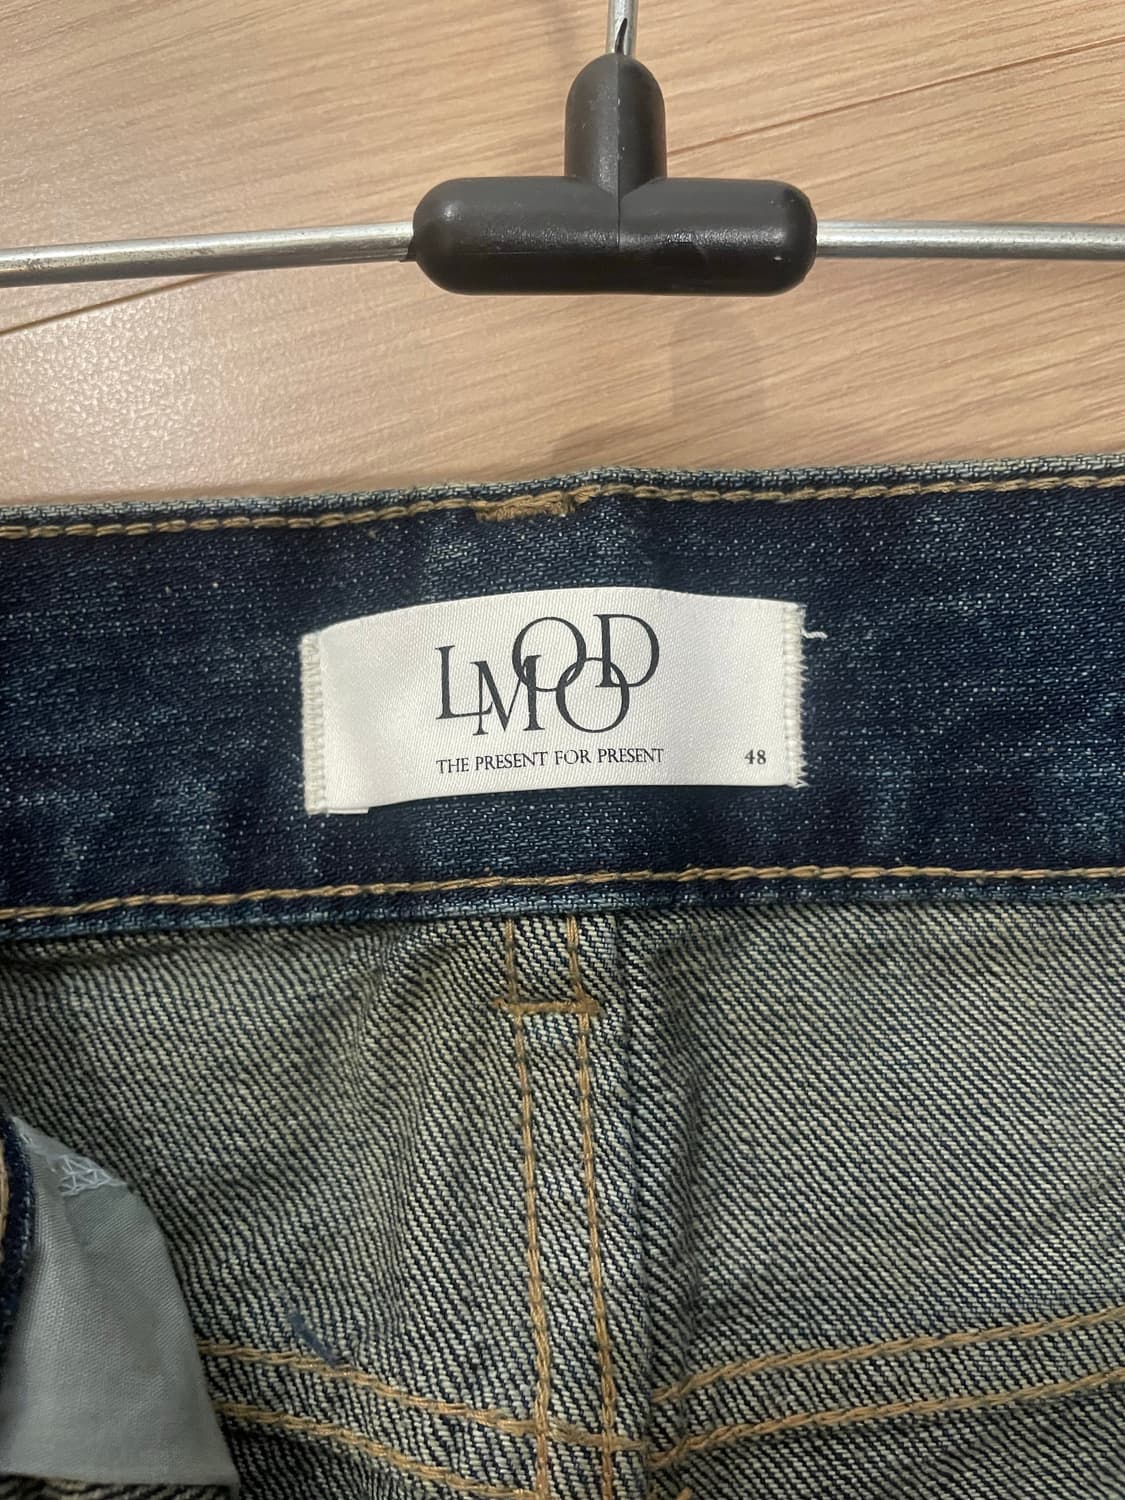 LMOOD
THE PRESENT FOR PRESENT
48